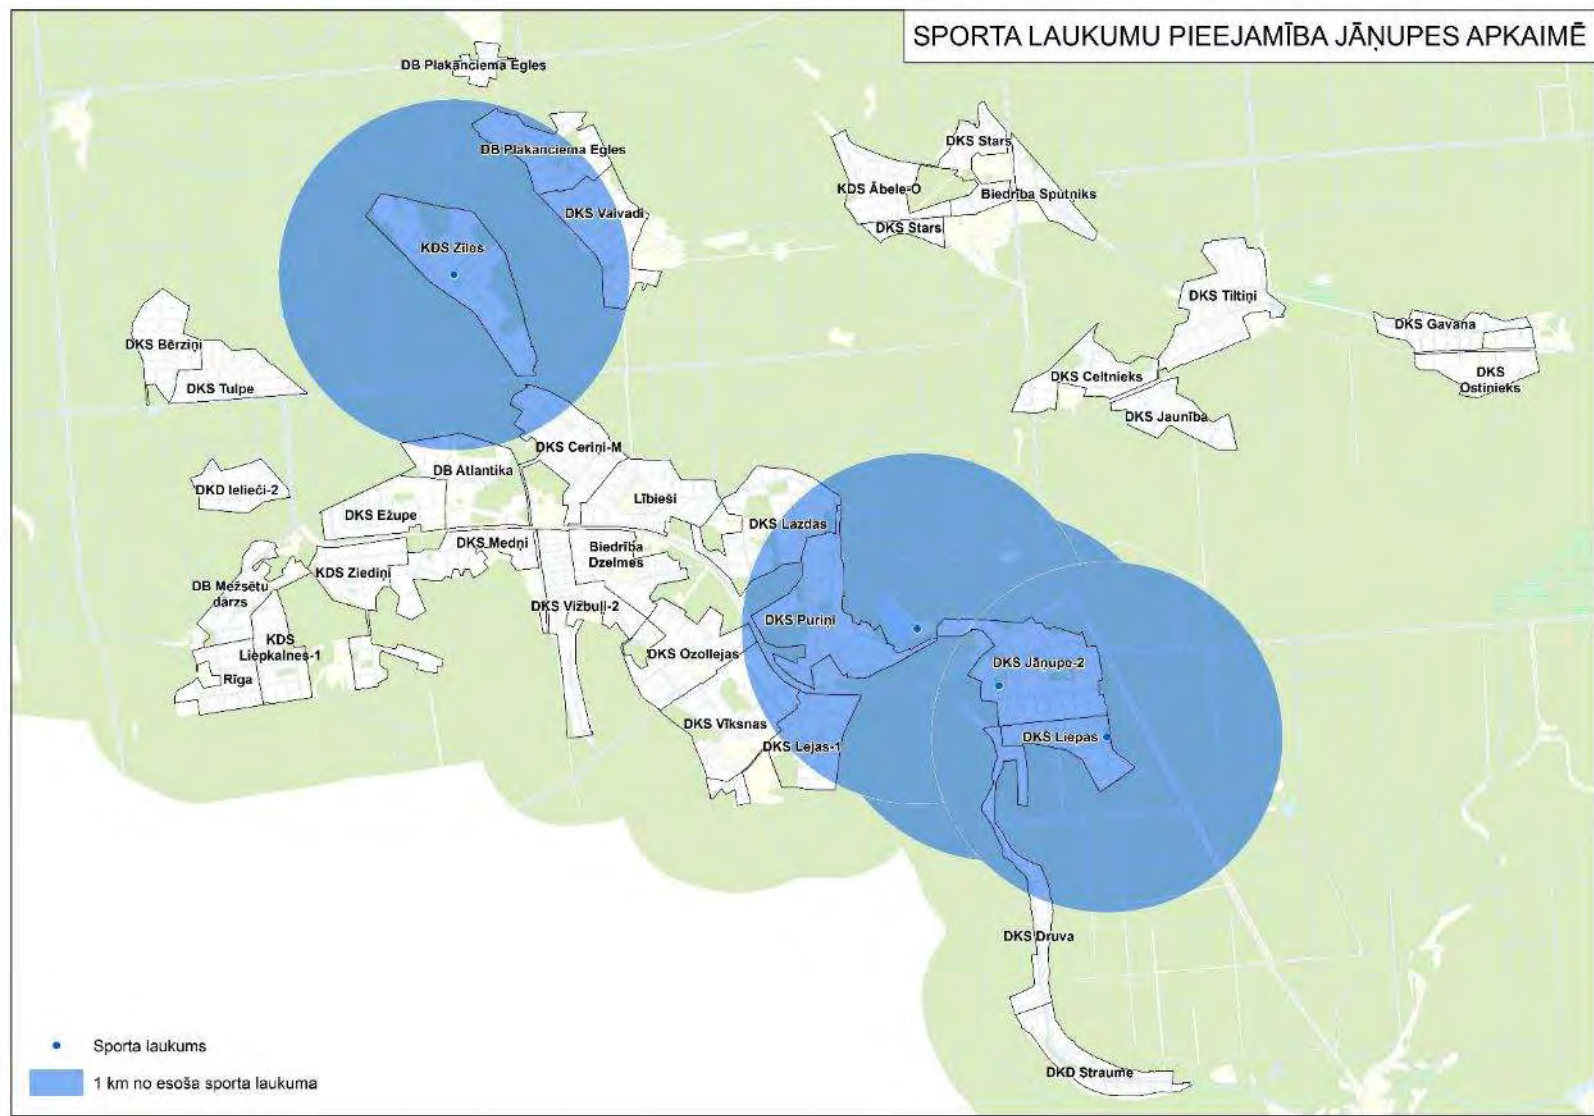 SPORTA LAUKUMU PIEEJAMĪBA JĀŅUPES APKAIMĒ
DB Plakanciema Egles
DB Plakanciema Egles
DKS Stars
KDS Ābele-O
Biedrība Sputņiks
DKS Vaivadi
DKS Stars
KDS Zīles
DKS Tiltiņi
DKS Gavana
DKS Bērziņi
DKS
Ostinieks
DKS Celtnieks
DKS Tulpe
DKS Jaunība
DKS Ceriņi-M
DB Atlantika
DKD Ielieči-2
Lībieši
DKS Ežupe
DKS Lazdas
DKS Medņi
Biedrība
Dzelmes
KDS Ziediņi
DB Mežsētu
dārzs
DKS Vižbuļi-2
DKS Puriņi
KDS
Liepkalnes-1
DKS Ozollejas
DKS Jāņupe-2
Rīga
DKS Vīksnas
DKS Liepas
DKS Lejas-1
DKS Druva
DKD Straume
Sporta laukums
1 km no esoša sporta laukuma